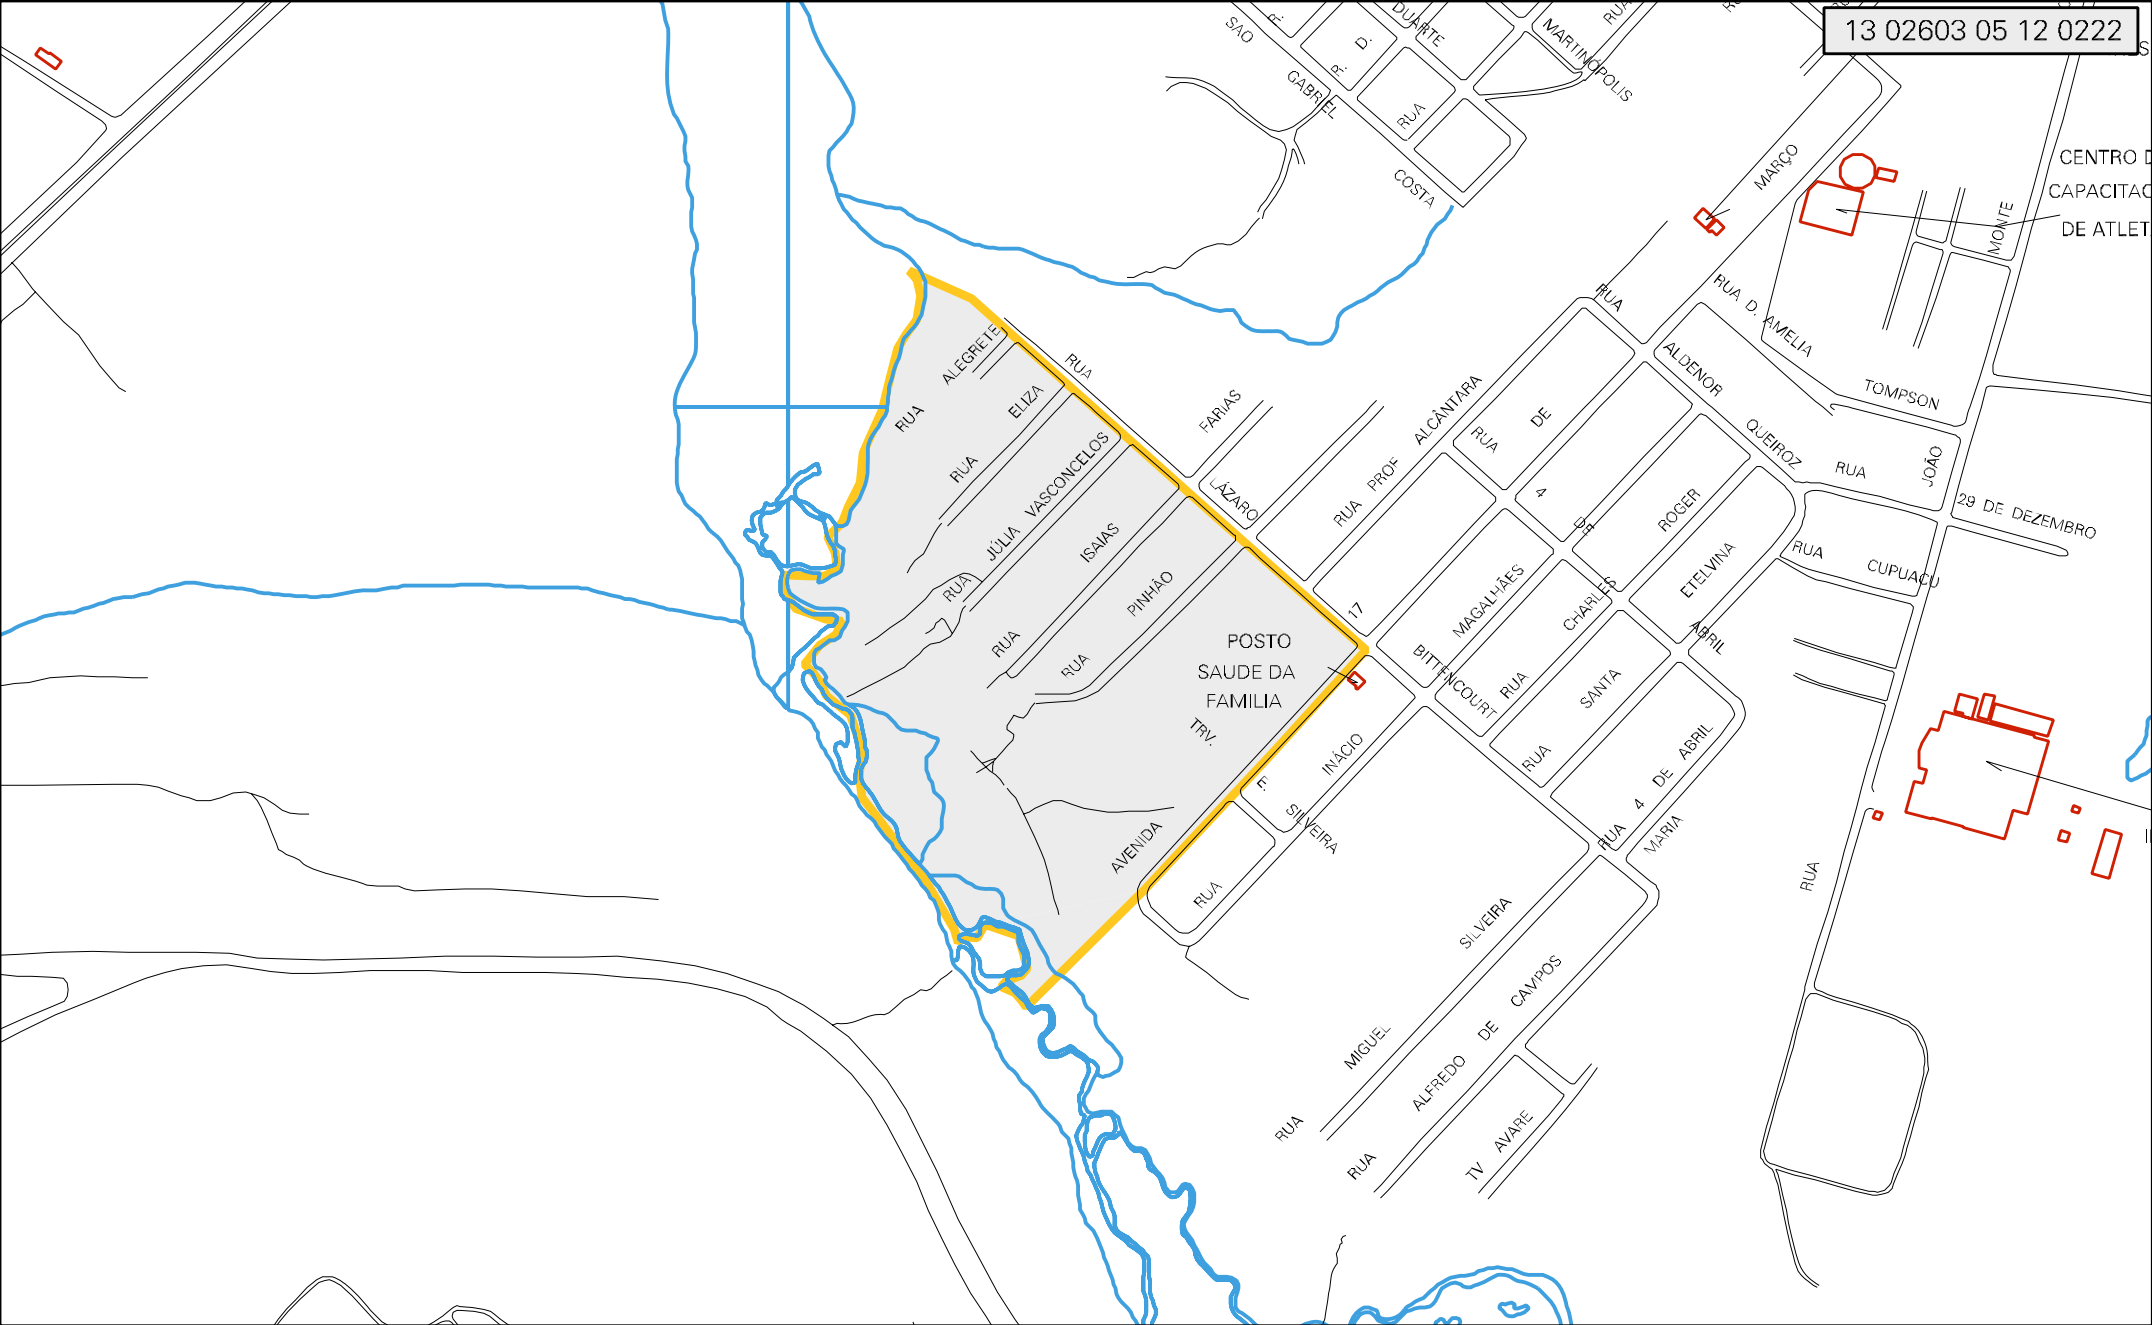 13 02603 05 12 0222
SAO
GABRIEL
COSTA
R.
R.
D.
DUARTE
RUA
MARTINÓPOLIS
RUA
MARÇO
CENTRO D
CAPACITAC
DE ATLET
MONTE
RUA
RUA D. AMELIA
TOMPSON
ALDENOR
QUEIROZ
RUA
JOÃO
29 DE DEZEMBRO
RUA
CUPUAÇU
ALEGRETE
RUA
RUA
ELIZA
RUA
JÚLIA VASCONCELOS
RUA
ISAIAS
RUA
PINHÃO
RUA
FARIAS
LÁZARO
RUA PROF ALCÂNTARA
RUA
DE
4
DE
ROGER
ETELVINA
CHARLES
MAGALHÃES
17
ABRIL
BITTENCOURT
RUA
SANTA
RUA
RUA 4 DE ABRIL
MARIA
POSTO
SAUDE DA
FAMILIA
TRV.
E.
SILVEIRA
INÁCIO
AVENIDA
RUA
RUA
SILVEIRA
MIGUEL
RUA
CAMPOS
DE
ALFREDO
RUA
TV AVARE